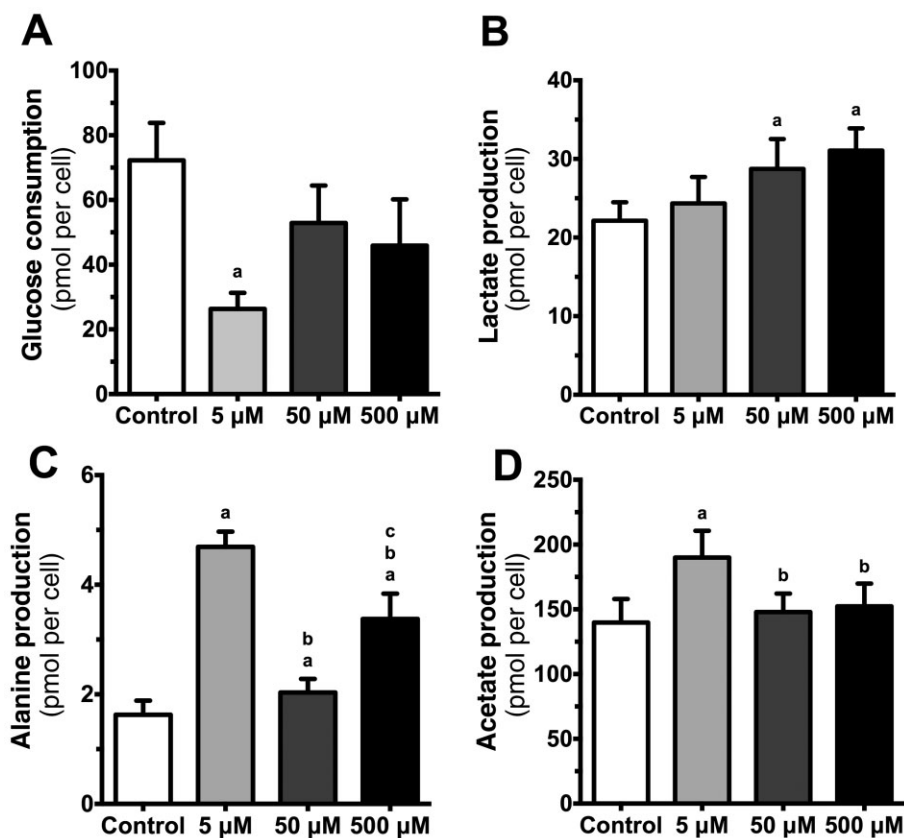 A
Glucose consumption
(pmol per cell)
100
80
60
40
20
0
a
Control 5 µM 50 µM 500 µM
B
Lactate production
(pmol per cell)
40
30
20
10
0
a
a
Control 5 µM 50 µM 500 µM
C
Alanine production
(pmol per cell)
6
4
2
0
a
b
a
c
b
a
Control 5 µM 50 µM 500 µM
D
Acetate production
(pmol per cell)
250
200
150
100
50
0
a
b
b
Control 5 µM 50 µM 500 µM